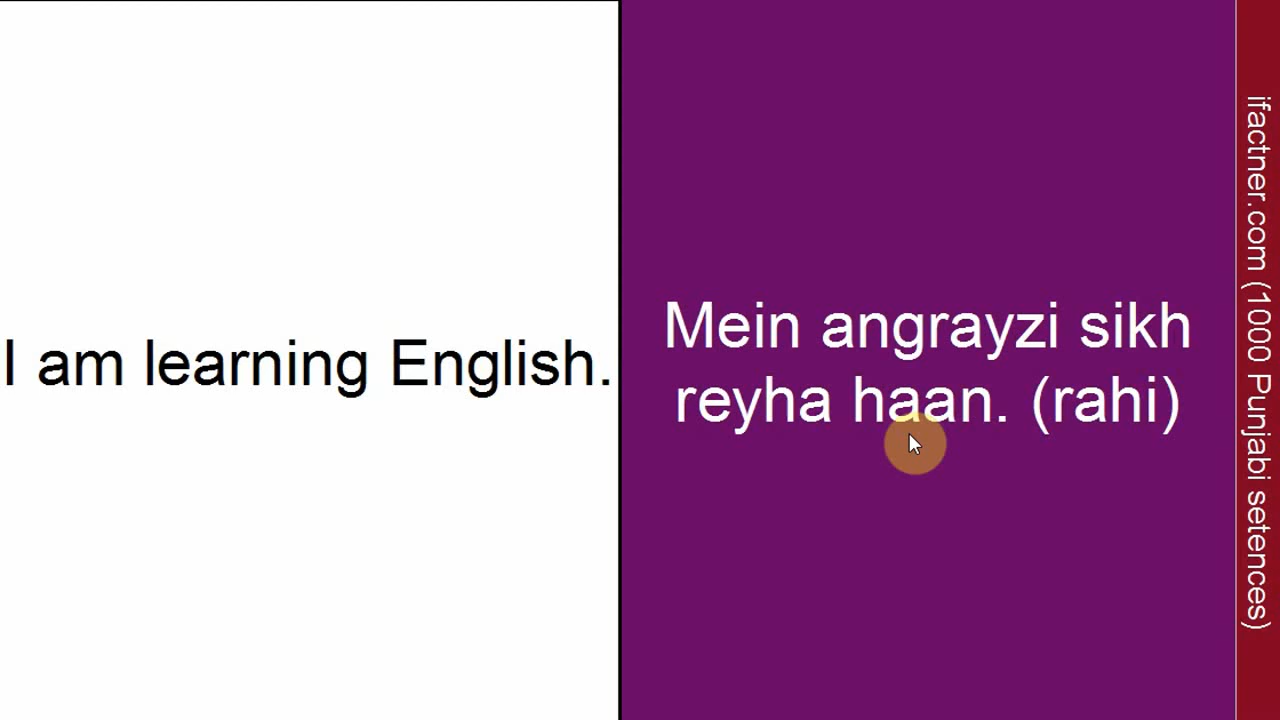 I am learning English.
Mein angrayzi sikh
reyha haan. (rahi)
ifactner.com (1000 Punjabi setences)